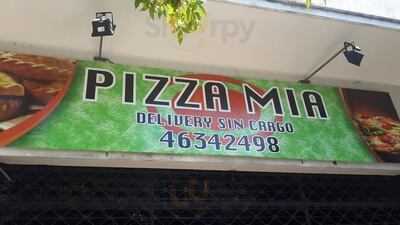 PIZZA MIA
DELIVERY SIN CARGO
46342498